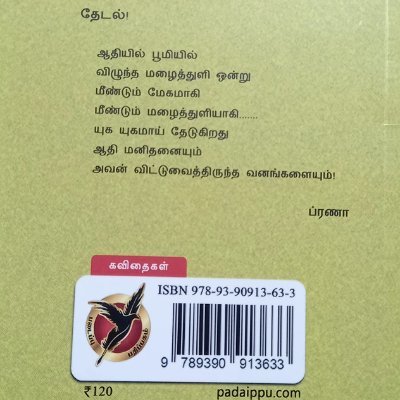 தேடல்!
ஆதியில் பூமியில்
விழுந்த மழைத்துளி ஒன்று
மீண்டும் மேகமாகி
மீண்டும் மழைத்துளியாகி.......
யுக யுகமாய் தேடுகிறது
ஆதி மனிதனையும்
அவன் விட்டுவைத்திருந்த வனங்களையும்!
ப்ரணா
கவிதைகள்
ISBN 978-93-90913-63-3
9 789390 913633
₹120
padaippu.com